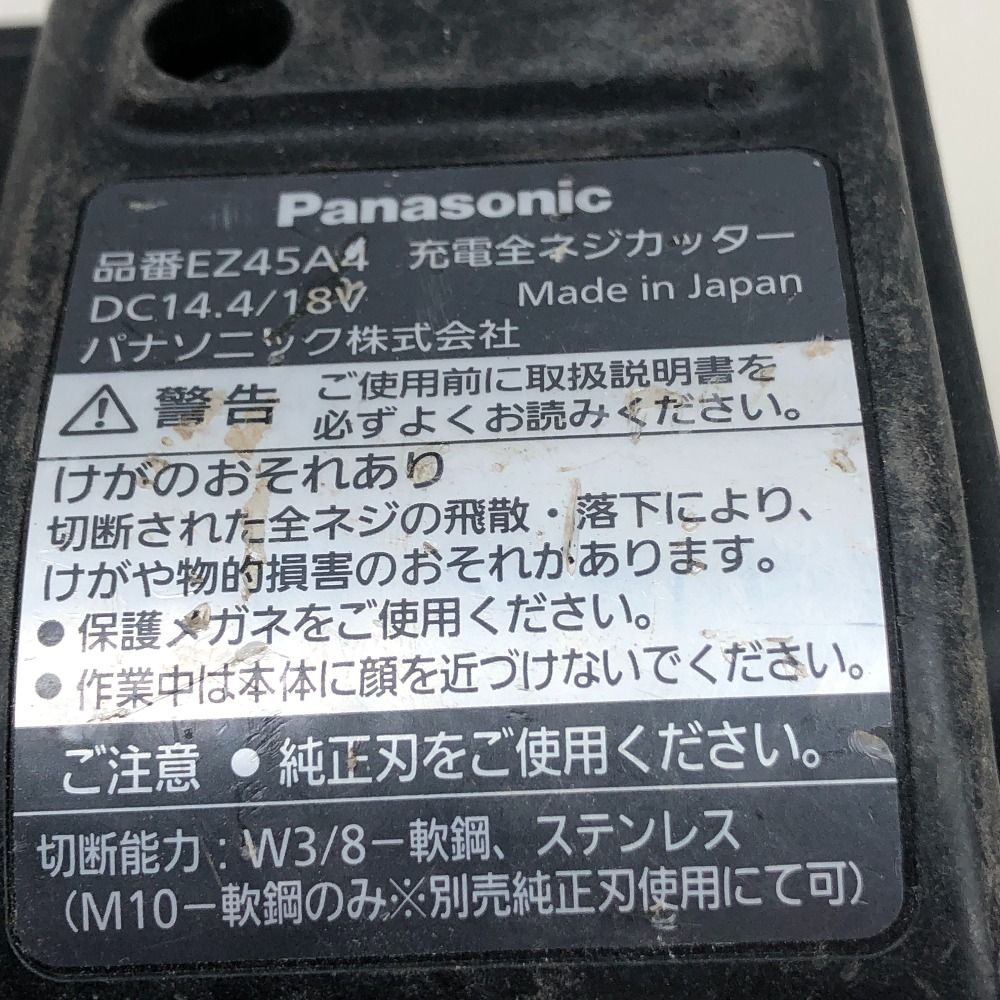 Panasonic
品番EZ45A4 充電全ネジカッター
DC14.4/18V Made in Japan
パナソニック株式会社
警告 ご使用前に取扱説明書を
必ずよくお読みください。
けがのおそれあり
切断された全ネジの飛散・落下により、
けがや物的損害のおそれがあります。
●保護メガネをご使用ください。
●作業中は本体に顔を近づけないでください。
ご注意 ●純正刃をご使用ください。
切断能力：W3/8－軟鋼、ステンレス
（M10－軟鋼のみ※別売純正刃使用にて可）